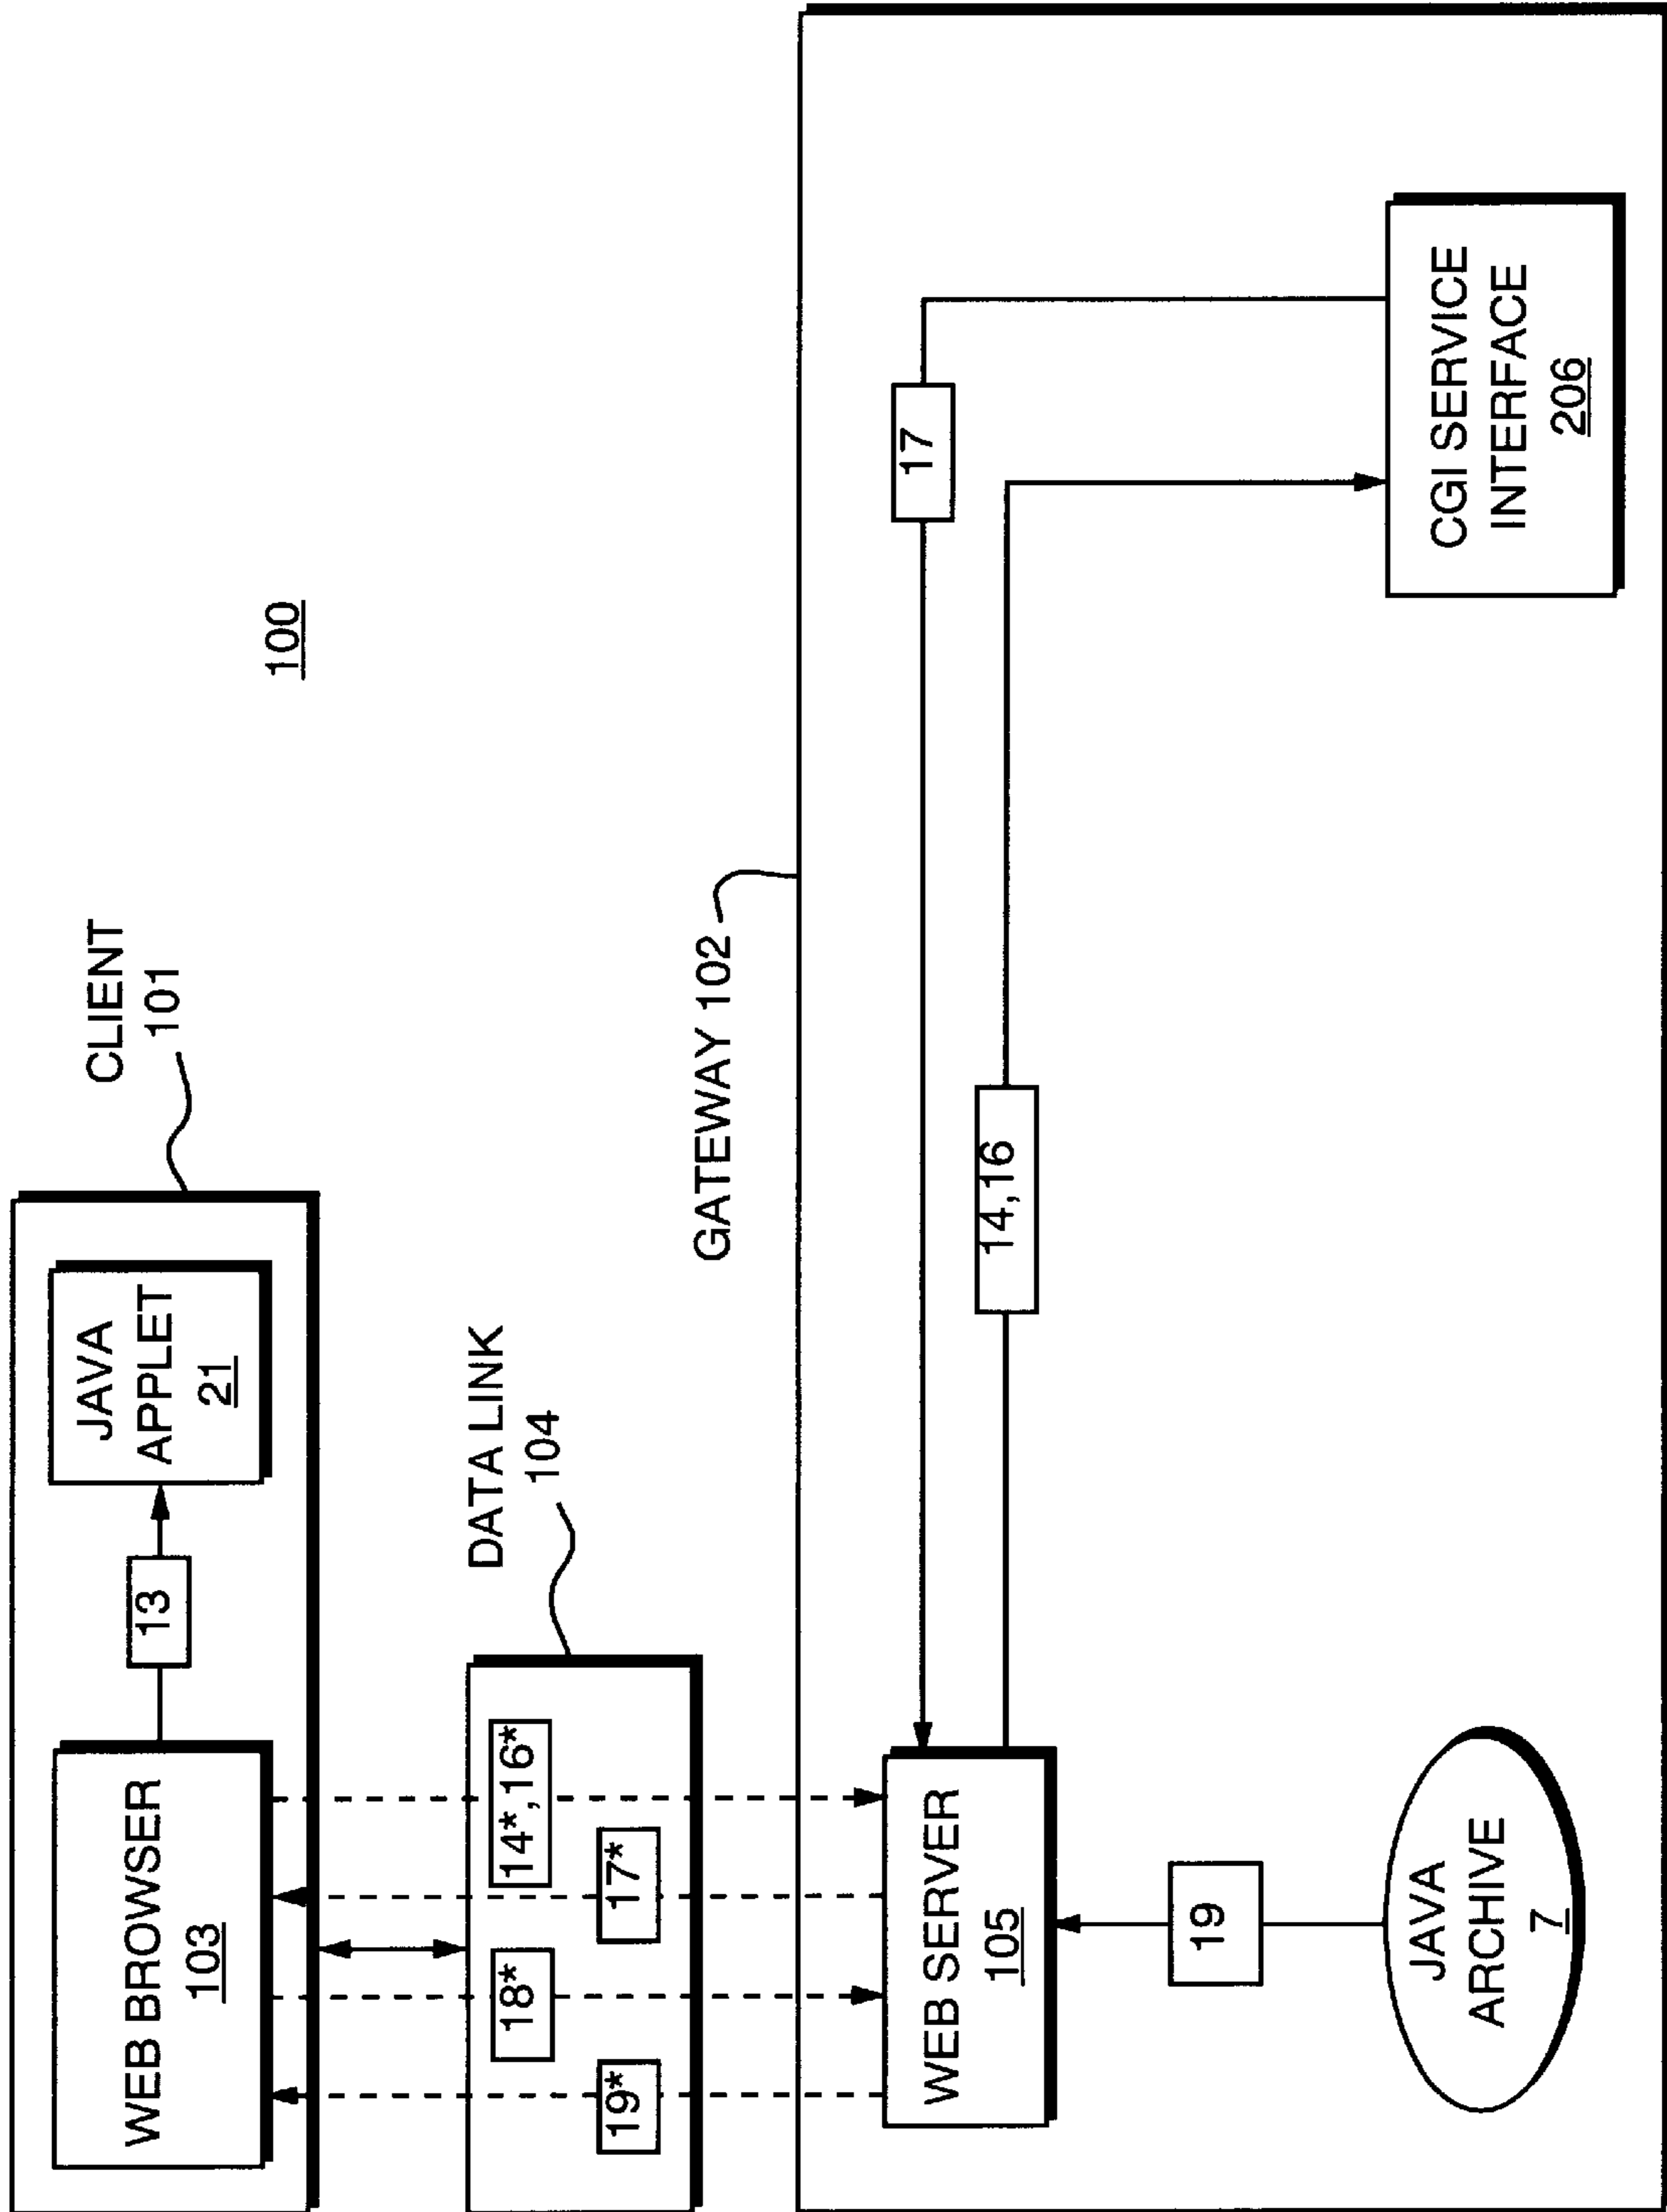 CLIENT
101
WEB BROWSER
103
13
JAVA
APPLET
21
100
DATA LINK
104
19*
18*
17*
14*,16*
GATEWAY 102
WEB SERVER
105
17
14,16
19
JAVA
ARCHIVE
7
CGI SERVICE
INTERFACE
206